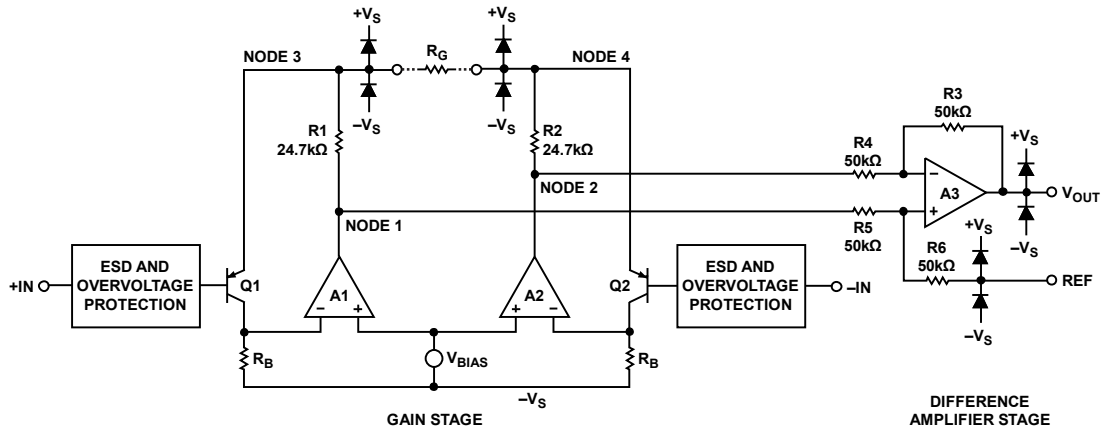 +VS
+VS
RG
NODE 3
NODE 4
–VS
–VS
R1
24.7kΩ
R2
24.7kΩ
R3
50kΩ
R4
50kΩ
+VS
NODE 2
–
A3
VOUT
NODE 1
+
R5
50kΩ
+VS
–VS
R6
50kΩ
REF
–VS
+IN
ESD AND
OVERVOLTAGE
PROTECTION
Q1
A1
– +
A2
+ –
Q2
ESD AND
OVERVOLTAGE
PROTECTION
–IN
RB
VBIAS
RB
–VS
GAIN STAGE
DIFFERENCE
AMPLIFIER STAGE